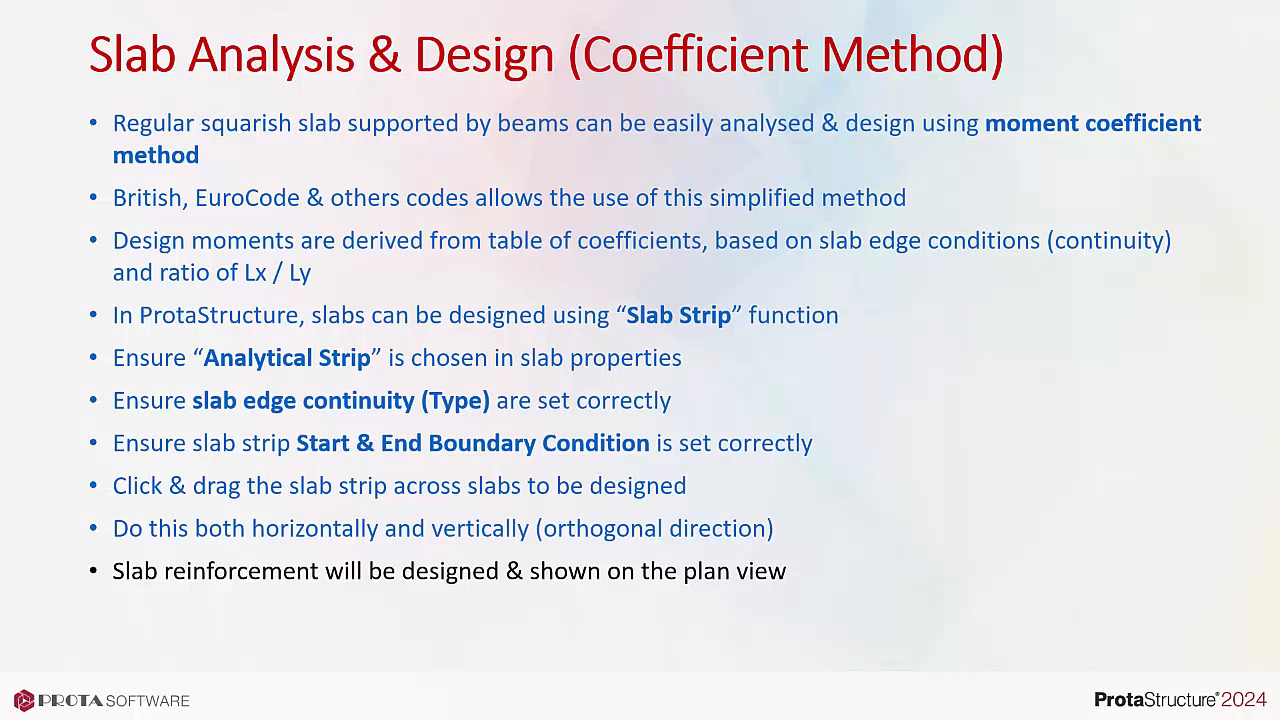 Slab Analysis & Design (Coefficient Method)
• Regular squarish slab supported by beams can be easily analysed & design using moment coefficient
method
• British, EuroCode & others codes allows the use of this simplified method
• Design moments are derived from table of coefficients, based on slab edge conditions (continuity)
and ratio of Lx / Ly
• In ProtaStructure, slabs can be designed using “Slab Strip” function
• Ensure “Analytical Strip” is chosen in slab properties
• Ensure slab edge continuity (Type) are set correctly
• Ensure slab strip Start & End Boundary Condition is set correctly
• Click & drag the slab strip across slabs to be designed
• Do this both horizontally and vertically (orthogonal direction)
• Slab reinforcement will be designed & shown on the plan view
PROTA SOFTWARE
ProtaStructure® 2024